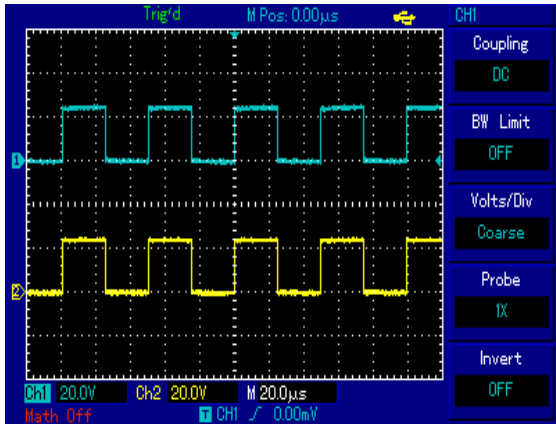 Trig'd M Pos: 0.00μs CH1
Coupling
DC
BW Limit
OFF
Volts/Div
Coarse
Probe
1X
Invert
OFF
1
2
Ch1 20.0V Ch2 20.0V M 20.0μs
Math Off T CH1 / 0.00mV